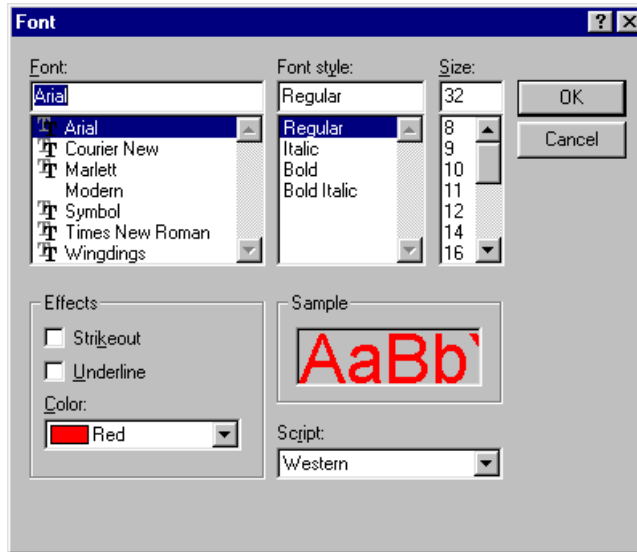 Font
Font: Font style: Size:
Arial Regular 32 OK
Arial Regular 8 Cancel
Courier New Italic 9
Marlett Bold 10
Modern Bold Italic 11
Symbol 12
Times New Roman 14
Wingdings 16
Effects
Strikeout
Underline
Color:
Red
Sample
AaBb
Script:
Western